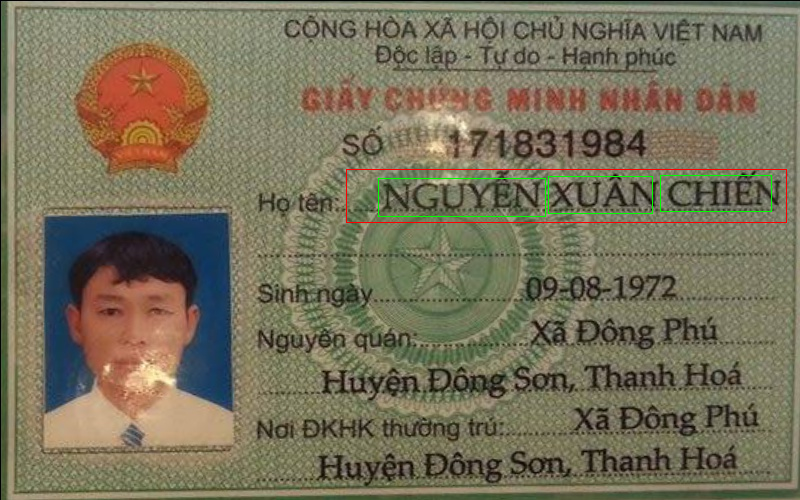 CỘNG HÒA XÃ HỘI CHỦ NGHĨA VIỆT NAM
Độc lập - Tự do - Hạnh phúc
GIẤY CHỨNG MINH NHÂN DÂN
SỐ 171831984
Họ tên: NGUYỄN XUÂN CHIẾN
Sinh ngày 09-08-1972
Nguyên quán: Xã Đông Phú
Huyện Đông Sơn, Thanh Hoá
Nơi ĐKHK thường trú: Xã Đông Phú
Huyện Đông Sơn, Thanh Hoá